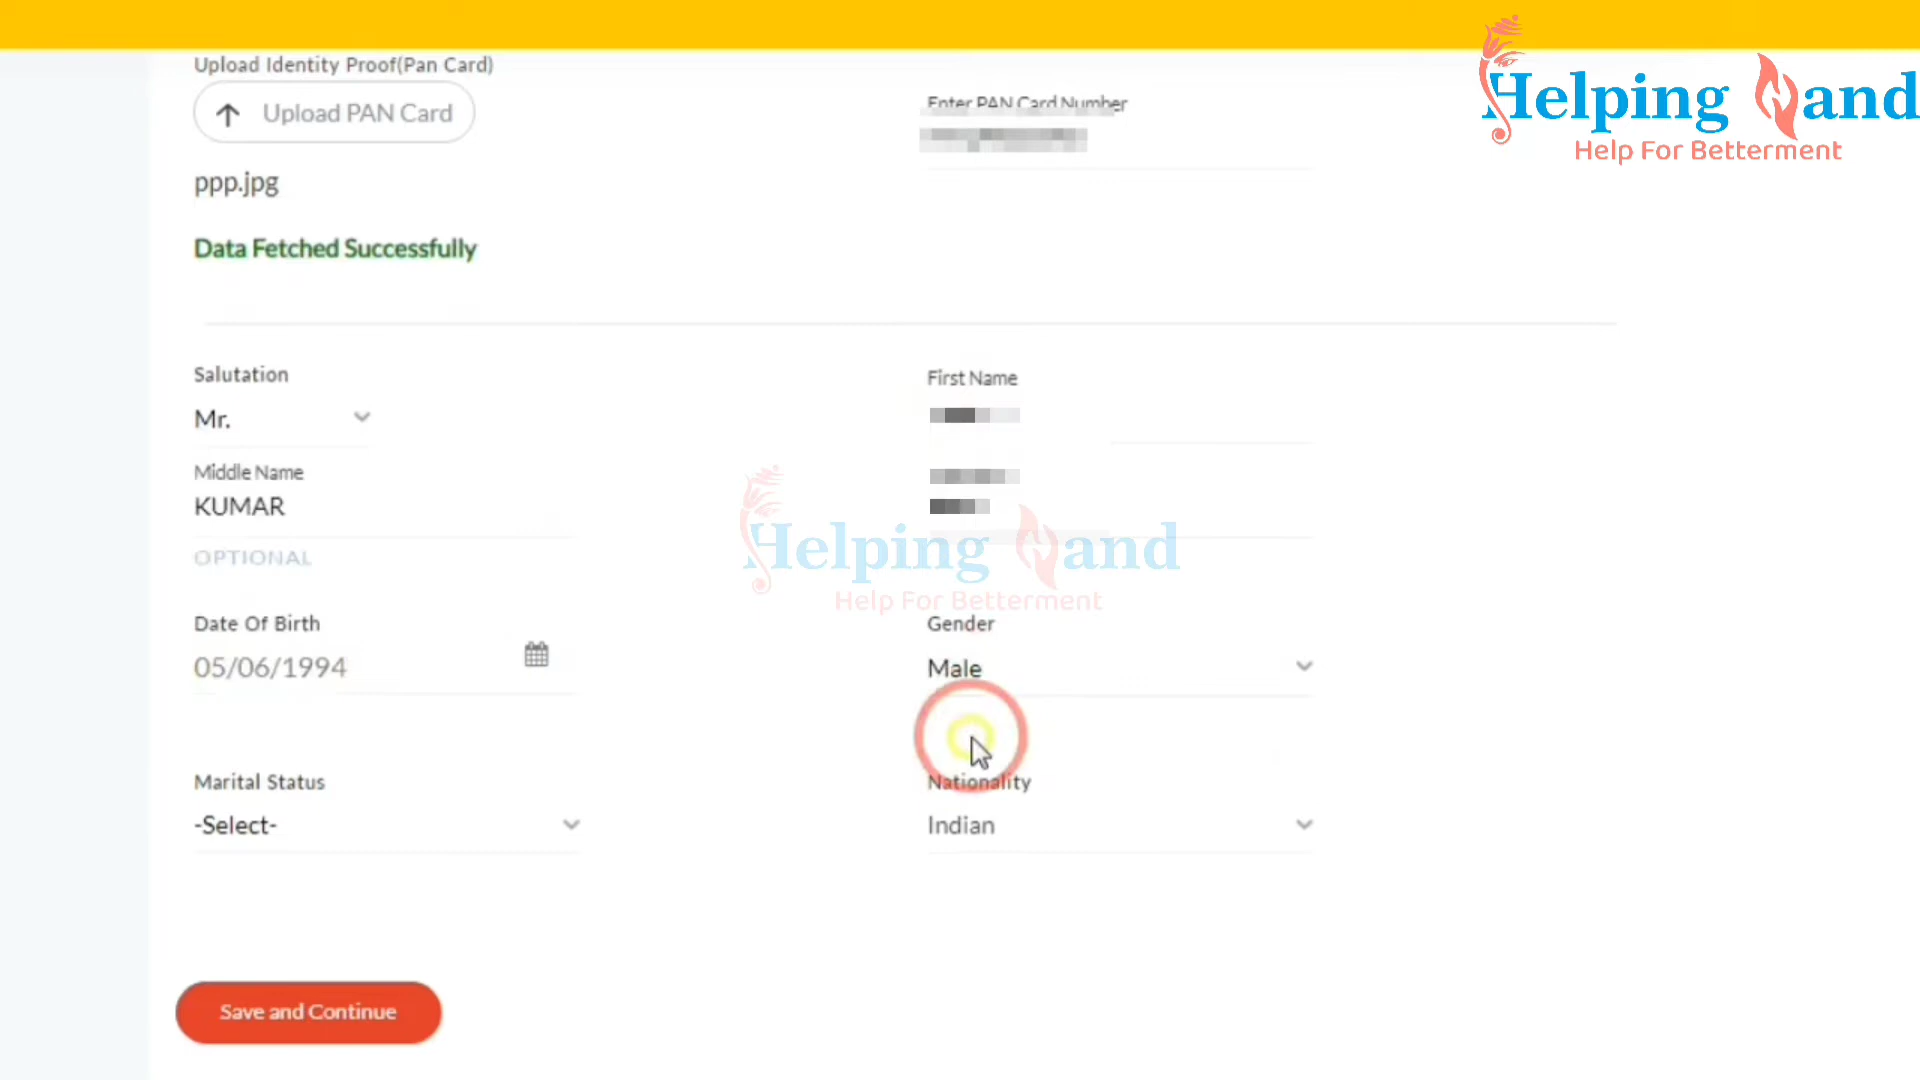 Upload Identity Proof(Pan Card)
Upload PAN Card
Enter PAN Card Number
ppp.jpg
Data Fetched Successfully
Helping Hand
Help For Betterment
Salutation
First Name
Mr.
Middle Name
KUMAR
OPTIONAL
Helping Hand
Help For Betterment
Date Of Birth
Gender
05/06/1994
Male
Marital Status
Nationality
-Select-
Indian
Save and Continue